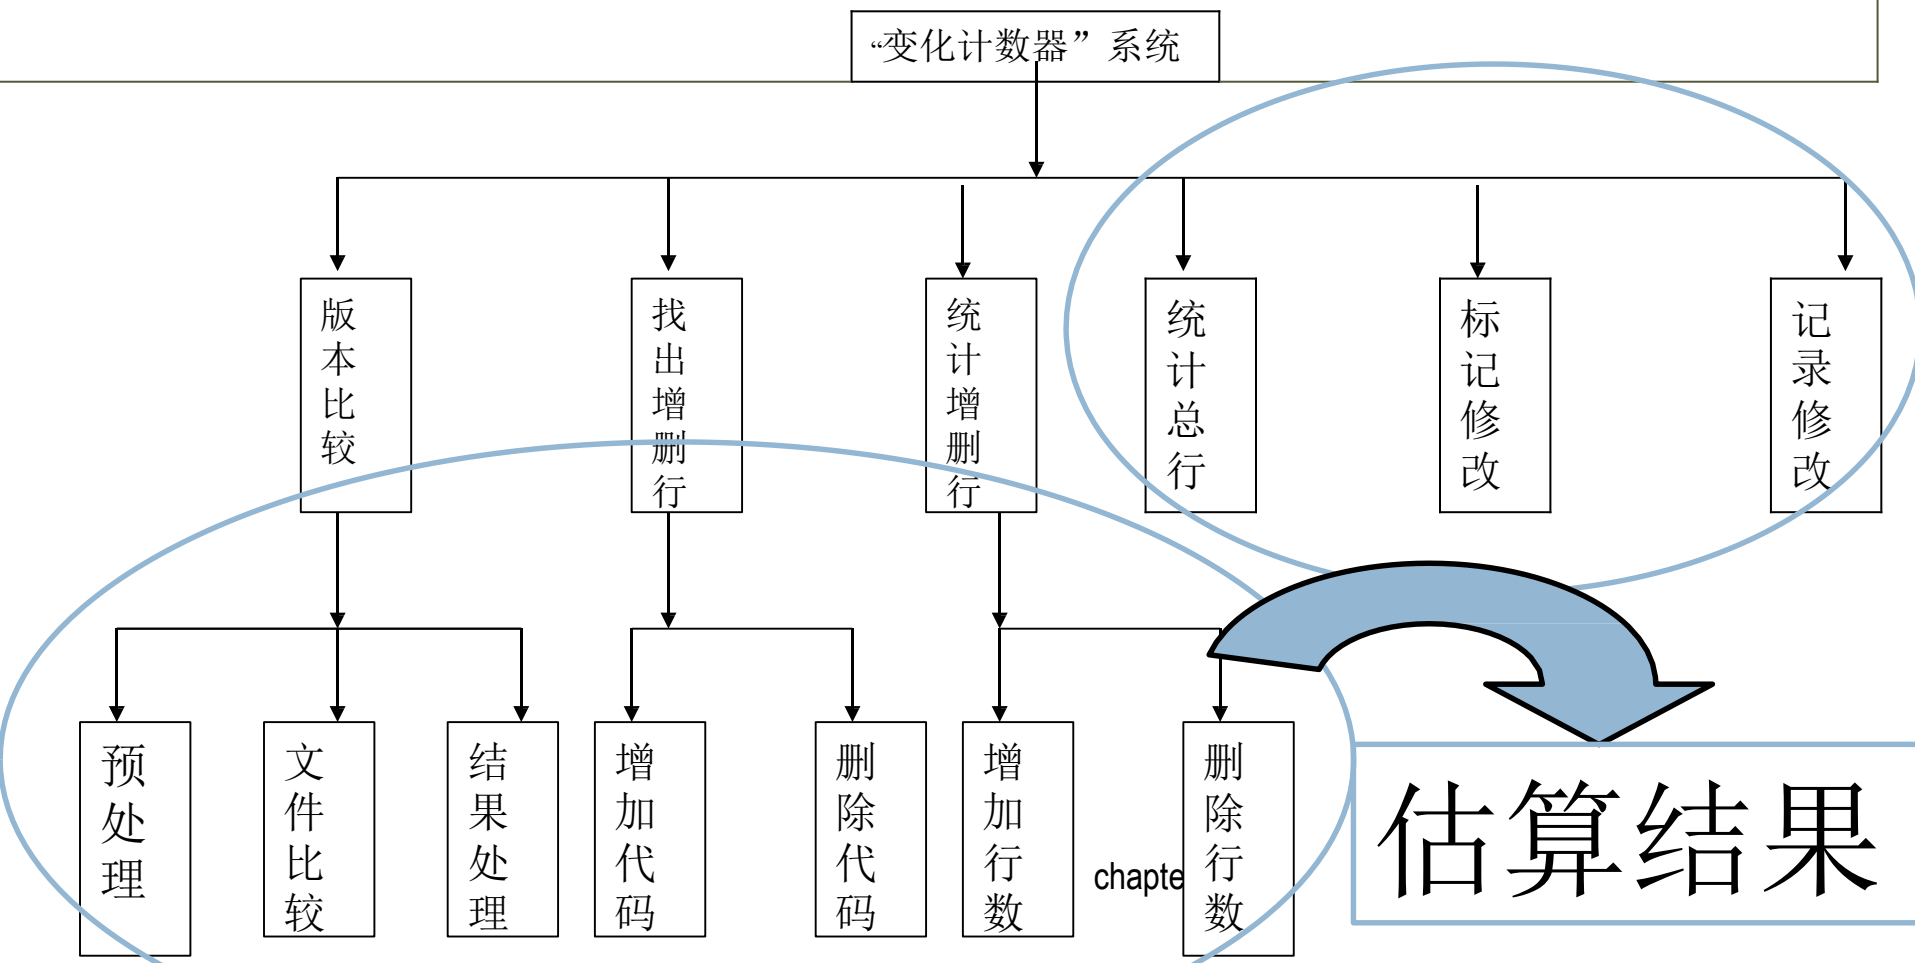 “变化计数器”系统
版本比较
找出增删行
统计增删行
统计总行
标记修改
记录修改
预处理
文件比较
结果处理
增加代码
删除代码
增加行数
chapte
删除行数
估算结果